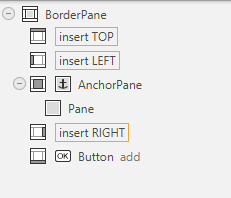 BorderPane
insert TOP
insert LEFT
AnchorPane
Pane
insert RIGHT
OK Button add